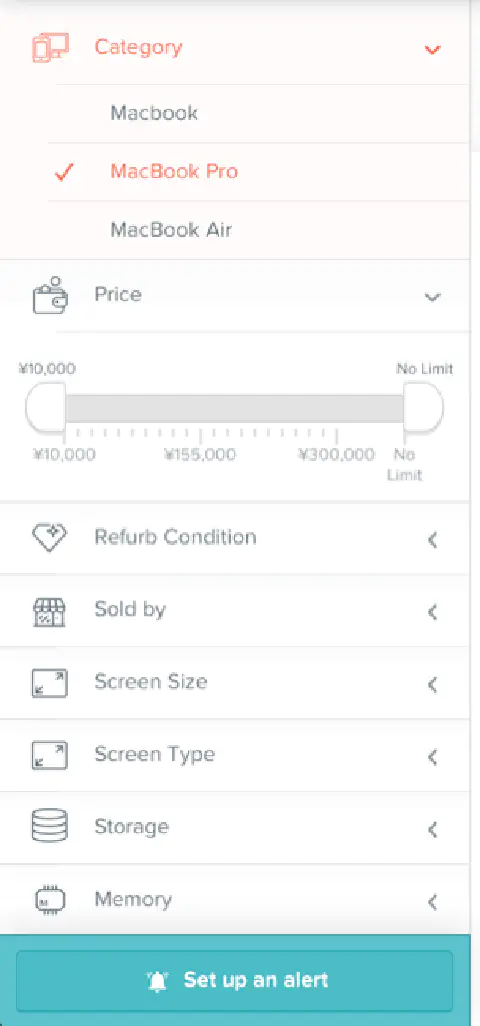 Category
Macbook
MacBook Pro
MacBook Air
Price
¥10,000 No Limit
¥10,000 ¥155,000 ¥300,000 No
Limit
Refurb Condition
Sold by
Screen Size
Screen Type
Storage
Memory
Set up an alert